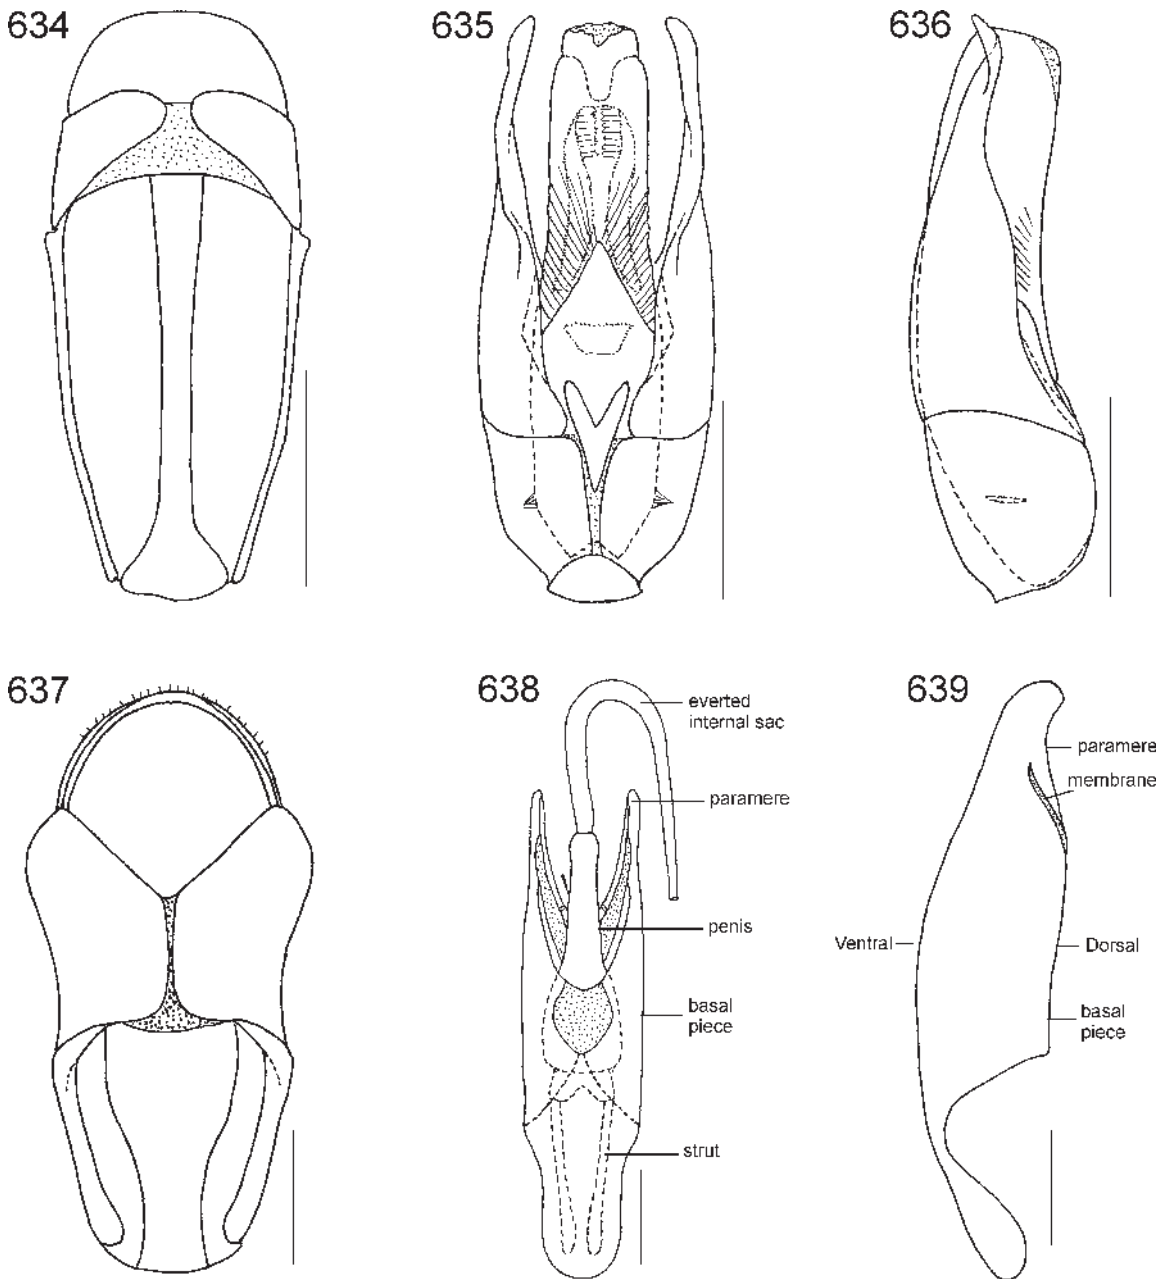 634
635
636
637
638
639
everted
internal sac
paramere
penis
basal
piece
strut
paramere
membrane
Ventral
Dorsal
basal
piece